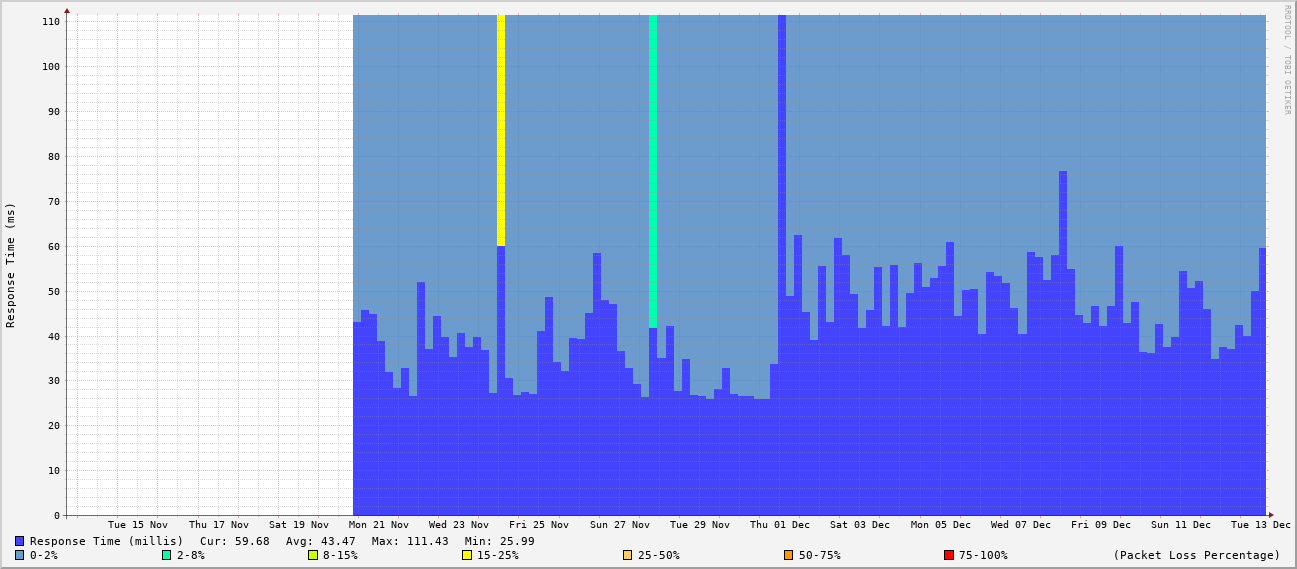 RRDTOOL / TOBI OETIKER
Response Time (ms)
110
100
90
80
70
60
50
40
30
20
10
0
Tue 15 Nov Thu 17 Nov Sat 19 Nov Mon 21 Nov Wed 23 Nov Fri 25 Nov Sun 27 Nov Tue 29 Nov Thu 01 Dec Sat 03 Dec Mon 05 Dec Wed 07 Dec Fri 09 Dec Sun 11 Dec Tue 13 Dec
Response Time (millis) Cur: 59.68 Avg: 43.47 Max: 111.43 Min: 25.99
0-2% 2-8% 8-15% 15-25% 25-50% 50-75% 75-100% (Packet Loss Percentage)